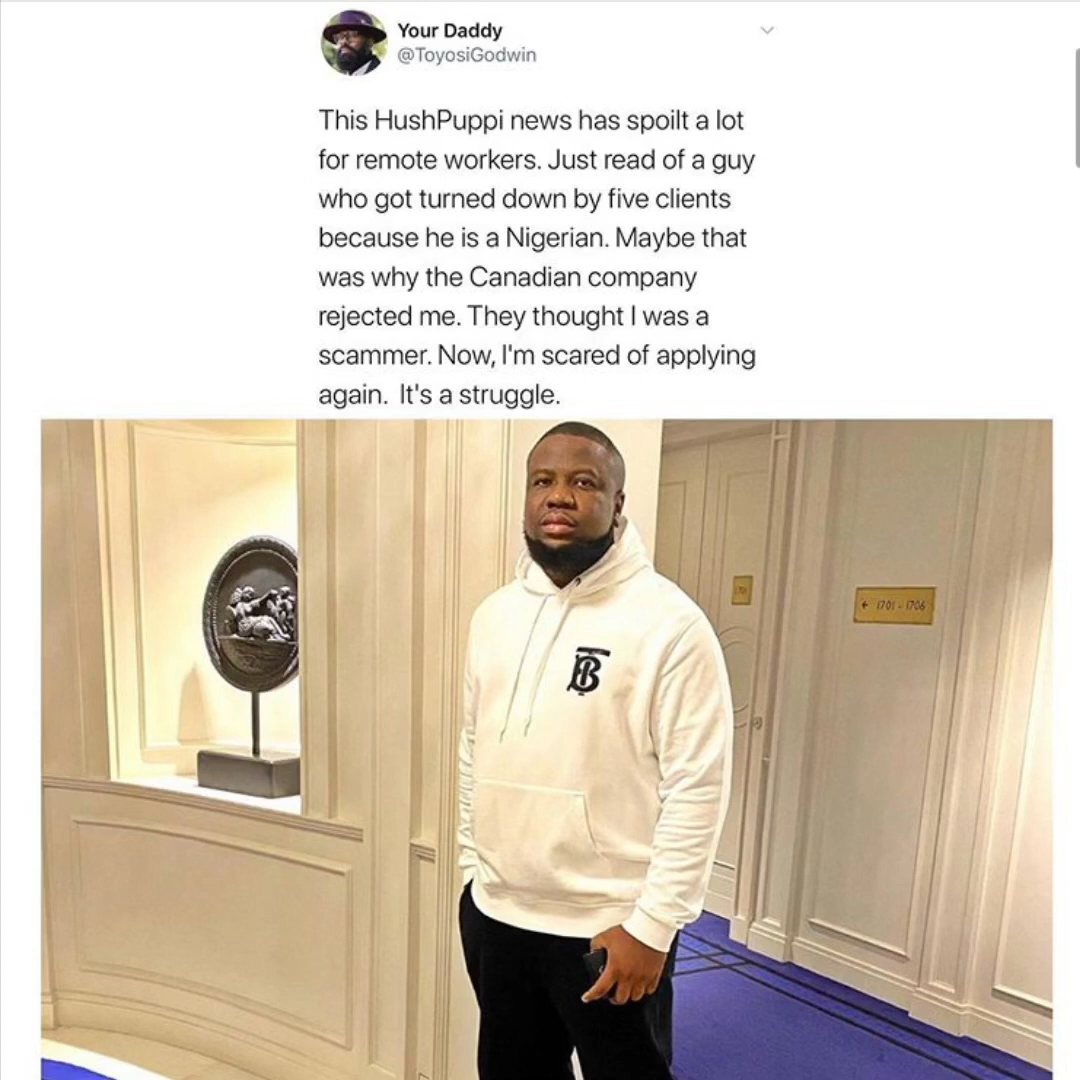 Your Daddy
@ToyosiGodwin
This HushPuppi news has spoilt a lot
for remote workers. Just read of a guy
who got turned down by five clients
because he is a Nigerian. Maybe that
was why the Canadian company
rejected me. They thought I was a
scammer. Now, I'm scared of applying
again. It's a struggle.
← 1701 - 1706